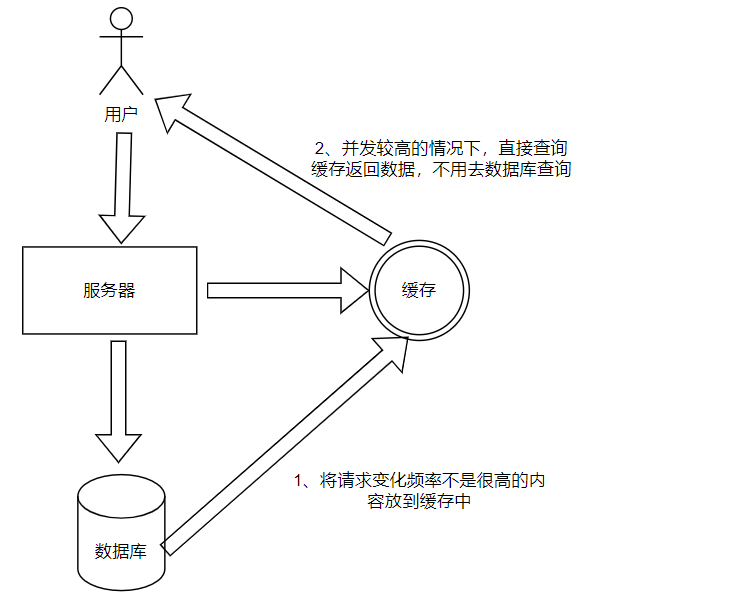 用户
2、并发较高的情况下，直接查询
缓存返回数据，不用去数据库查询
服务器
缓存
1、将请求变化频率不是很高的内
容放到缓存中
数据库